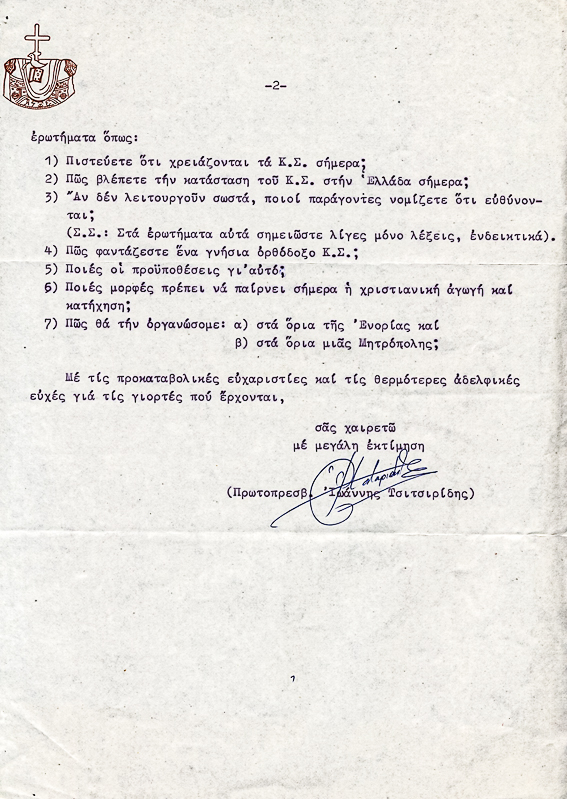 -2-
ἐρωτήματα ὅπως:
1) Πιστεύετε ὅτι χρειάζονται τά Κ.Σ. σήμερα;
2) Πῶς βλέπετε τήν κατάσταση τοῦ Κ.Σ. στήν Ἑλλάδα σήμερα;
3) Ἄν δέν λειτουργοῦν σωστά, ποιοί παράγοντες νομίζετε ὅτι εὐθύνον-
ται;
(Σ.Σ.: Στά ἐρωτήματα αὐτά σημειῶστε λίγες μόνο λέξεις, ἐνδεικτικά).
4) Πῶς φαντάζεστε ἕνα γνήσια ὀρθόδοξο Κ.Σ.;
5) Ποιές οἱ προϋποθέσεις γι'αὐτό;
6) Ποιές μορφές πρέπει νά παίρνει σήμερα ἡ χριστιανική ἀγωγή καί
κατήχηση;
7) Πῶς θά τήν ὀργανώσομε: α) στά ὅρια τῆς Ἐνορίας καί
β) στά ὅρια μιᾶς Μητρόπολης;
Μέ τίς προκαταβολικές εὐχαριστίες καί τίς θερμότερες ἀδελφικές
εὐχές γιά τίς γιορτές πού ἔρχονται,
σᾶς χαιρετῶ
μέ μεγάλη ἐκτίμηση
(Πρωτοπρεσβ. Ἰωάννης Τσιτσιρίδης)